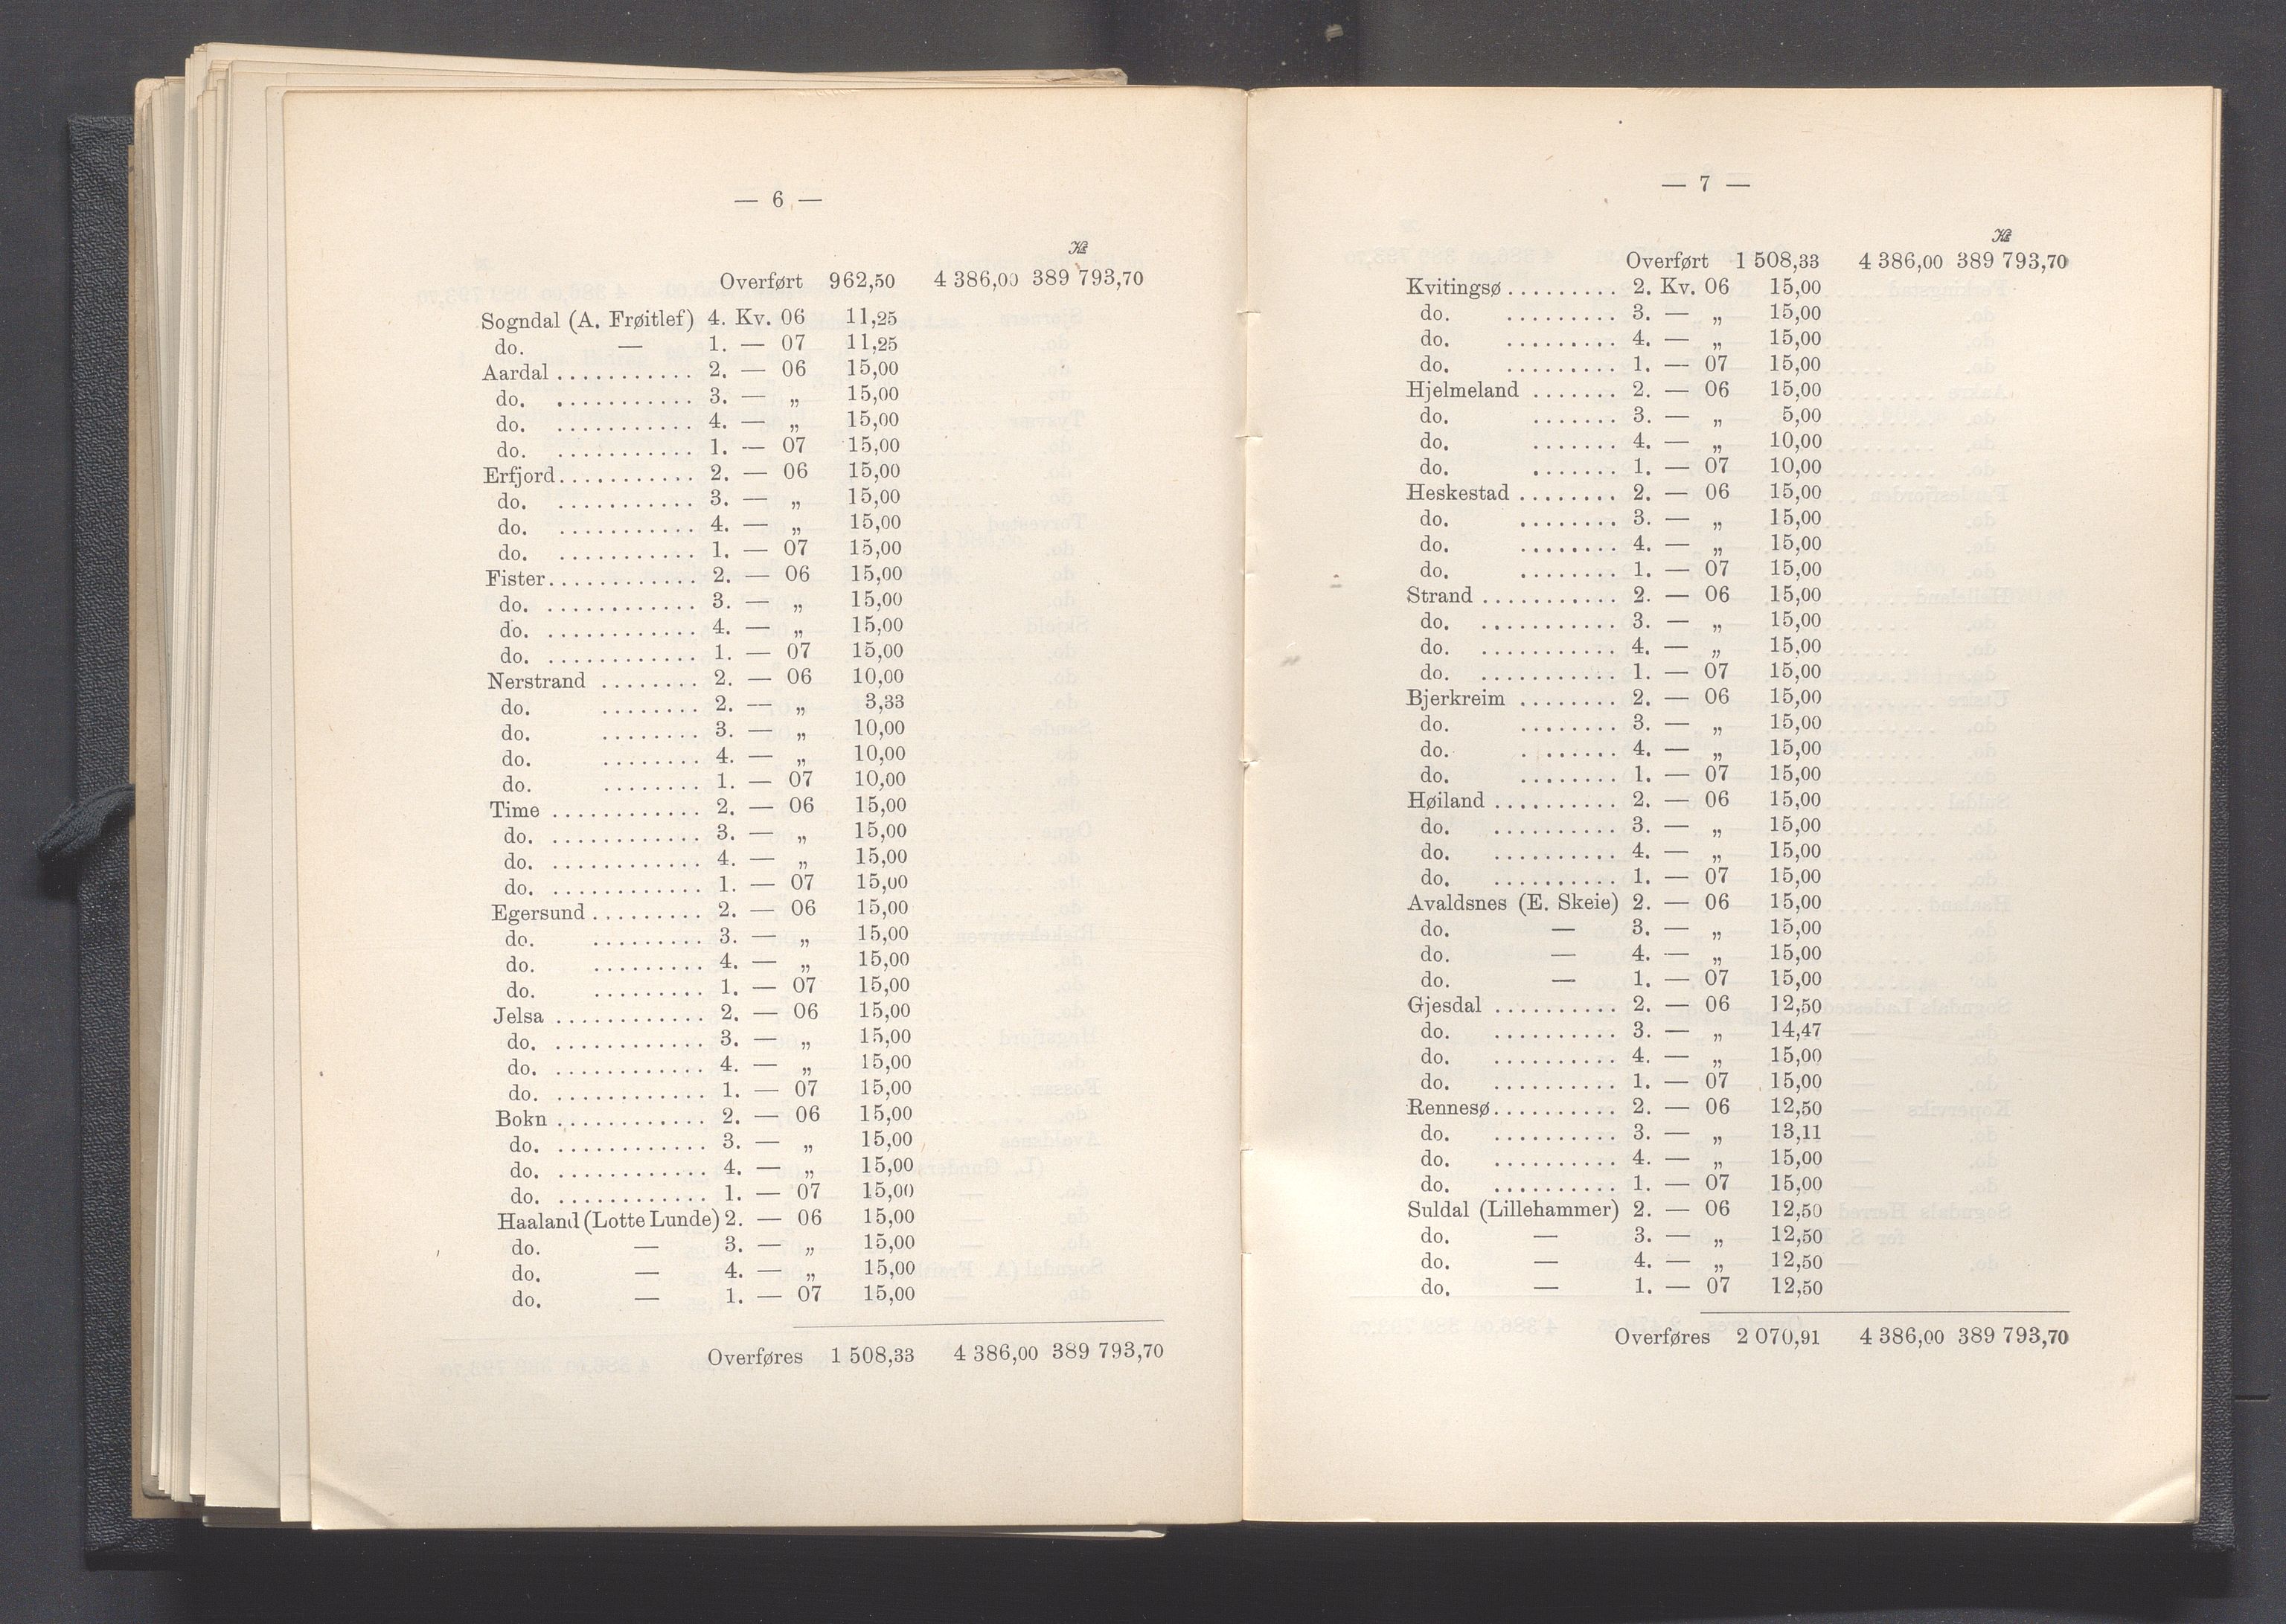 — 6 —
Kr.
Overført 962,50 4 386,00 389 793,70
Sogndal (A. Frøitlef) 4. Kv. 06 11,25
do. — 1. — 07 11,25
Aardal ........... 2. — 06 15,00
do. ........... 3. — „ 15,00
do. ........... 4. — „ 15,00
do. ........... 1. — 07 15,00
Erfjord........... 2. — 06 15,00
do. ........... 3. — „ 15,00
do. ........... 4. — „ 15,00
do. ........... 1. — 07 15,00
Fister............ 2. — 06 15,00
do. ............ 3. — „ 15,00
do. ............ 4. — „ 15,00
do. ............ 1. — 07 15,00
Nerstrand ........ 2. — 06 10,00
do. ........ 2. — „ 3,33
do. ........ 3. — „ 10,00
do. ........ 4. — „ 10,00
do. ........ 1. — 07 10,00
Time ............ 2. — 06 15,00
do. ............ 3. — „ 15,00
do. ............ 4. — „ 15,00
do. ............ 1. — 07 15,00
Egersund ......... 2. — 06 15,00
do. ......... 3. — „ 15,00
do. ......... 4. — „ 15,00
do. ......... 1. — 07 15,00
Jelsa ............ 2. — 06 15,00
do. ............ 3. — „ 15,00
do. ............ 4. — „ 15,00
do. ............ 1. — 07 15,00
Bokn ............ 2. — 06 15,00
do. ............ 3. — „ 15,00
do. ............ 4. — „ 15,00
do. ............ 1. — 07 15,00
Haaland (Lotte Lunde) 2. — 06 15,00
do. — 3. — „ 15,00
do. — 4. — „ 15,00
do. — 1. — 07 15,00
Overføres 1 508,33 4 386,00 389 793,70
— 7 —
Kr.
Overført 1 508,33 4 386,00 389 793,70
Kvitingsø ......... 2. Kv. 06 15,00
do. ......... 3. — „ 15,00
do. ......... 4. — „ 15,00
do. ......... 1. — 07 15,00
Hjelmeland ....... 2. — 06 15,00
do. ....... 3. — „ 5,00
do. ....... 4. — „ 10,00
do. ....... 1. — 07 10,00
Heskestad ........ 2. — 06 15,00
do. ........ 3. — „ 15,00
do. ........ 4. — „ 15,00
do. ........ 1. — 07 15,00
Strand ........... 2. — 06 15,00
do. ........... 3. — „ 15,00
do. ........... 4. — „ 15,00
do. ........... 1. — 07 15,00
Bjerkreim ........ 2. — 06 15,00
do. ........ 3. — „ 15,00
do. ........ 4. — „ 15,00
do. ........ 1. — 07 15,00
Høiland .......... 2. — 06 15,00
do. .......... 3. — „ 15,00
do. .......... 4. — „ 15,00
do. .......... 1. — 07 15,00
Avaldsnes (E. Skeie) 2. — 06 15,00
do. — 3. — „ 15,00
do. — 4. — „ 15,00
do. — 1. — 07 15,00
Gjesdal .......... 2. — 06 12,50
do. .......... 3. — „ 14,47
do. .......... 4. — „ 15,00
do. .......... 1. — 07 15,00
Rennesø.......... 2. — 06 12,50
do. .......... 3. — „ 13,11
do. .......... 4. — „ 15,00
do. .......... 1. — 07 15,00
Suldal (Lillehammer) 2. — 06 12,50
do. — 3. — „ 12,50
do. — 4. — „ 12,50
do. — 1. — 07 12,50
Overføres 2 070,91 4 386,00 389 793,70